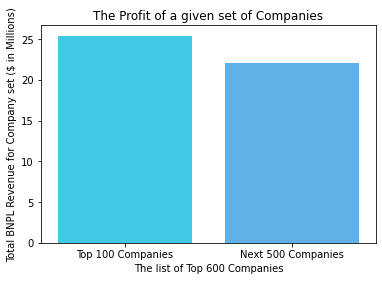 The Profit of a given set of Companies
Total BNPL Revenue for Company set ($ in Millions)
25
20
15
10
5
0
Top 100 Companies
Next 500 Companies
The list of Top 600 Companies